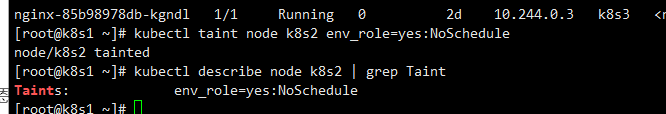 nginx-85b98978db-kgndl   1/1     Running   0          2d    10.244.0.3   k8s3   <r
[root@k8s1 ~]# kubectl taint node k8s2 env_role=yes:NoSchedule
node/k8s2 tainted
[root@k8s1 ~]# kubectl describe node k8s2 | grep Taint
Taints:             env_role=yes:NoSchedule
[root@k8s1 ~]#